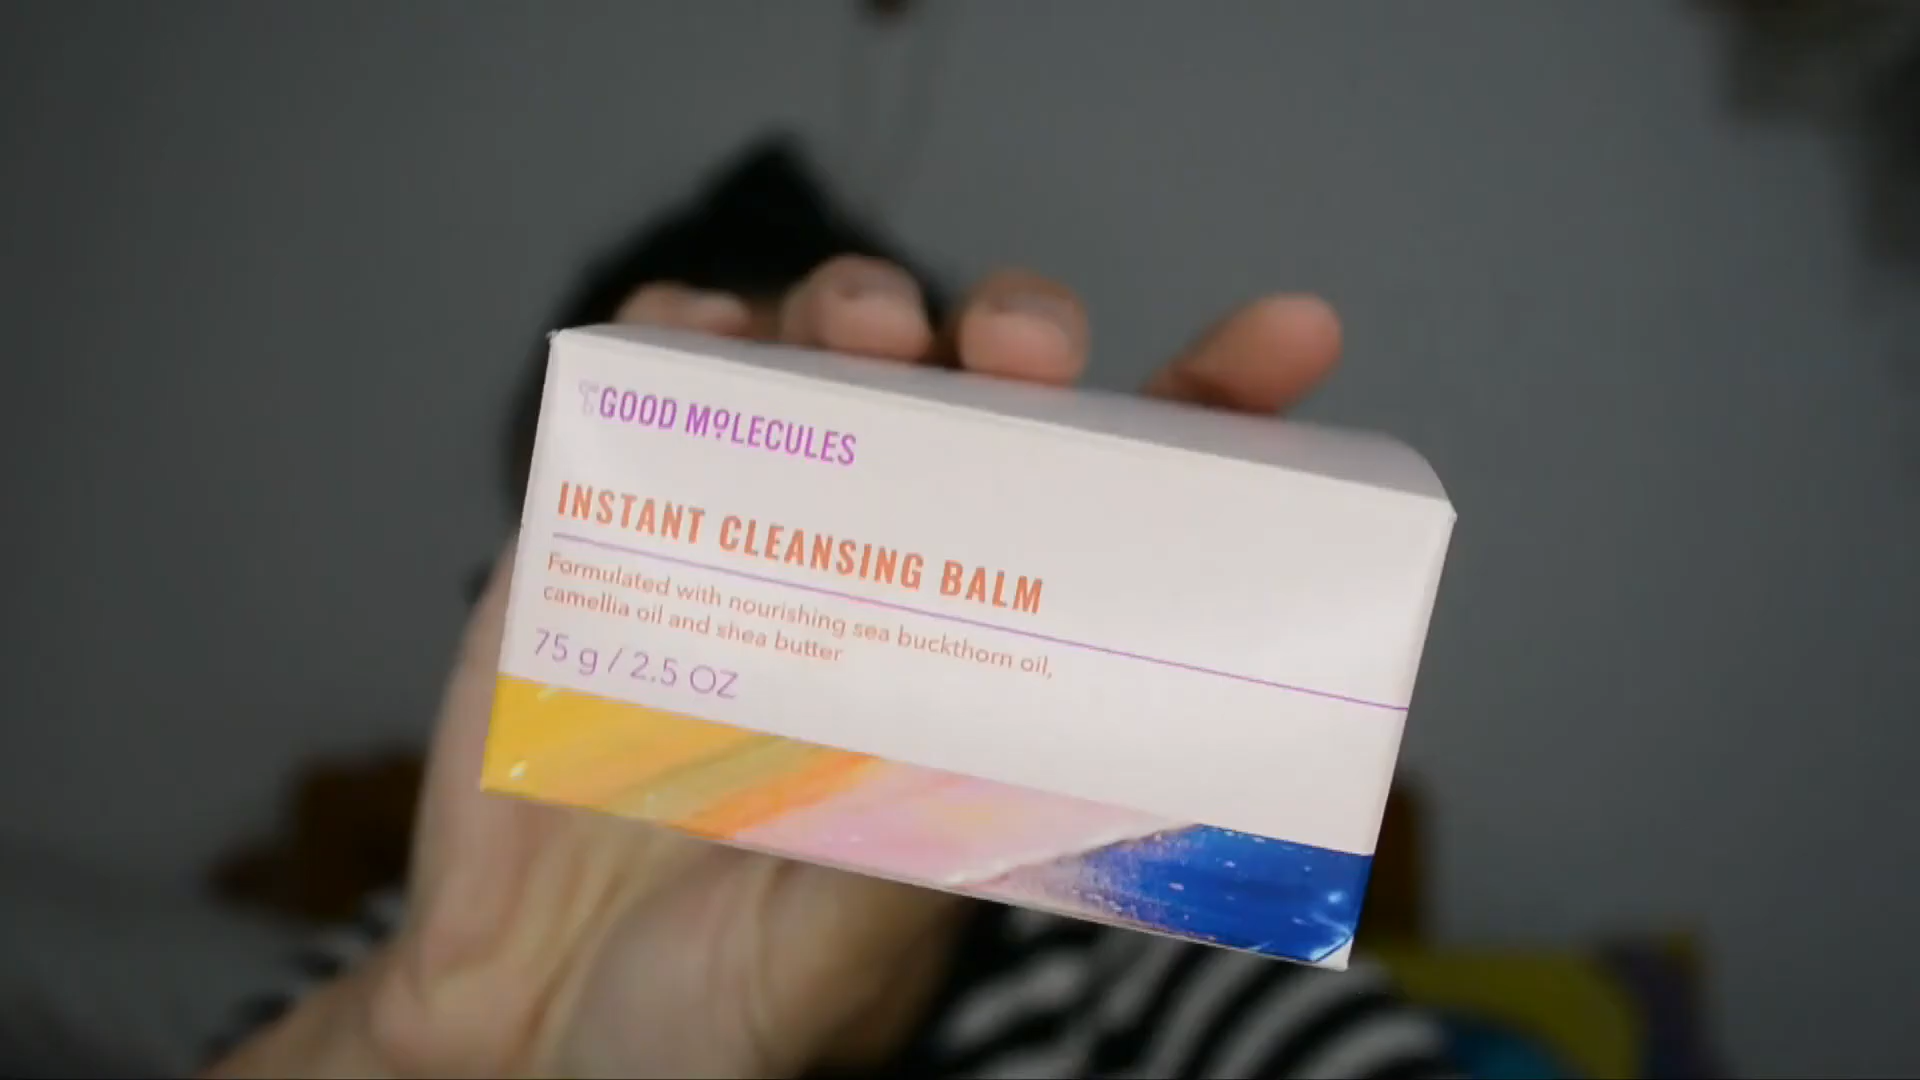 GOOD MOLECULES
INSTANT CLEANSING BALM
Formulated with nourishing sea buckthorn oil,
camellia oil and shea butter
75 g / 2.5 OZ